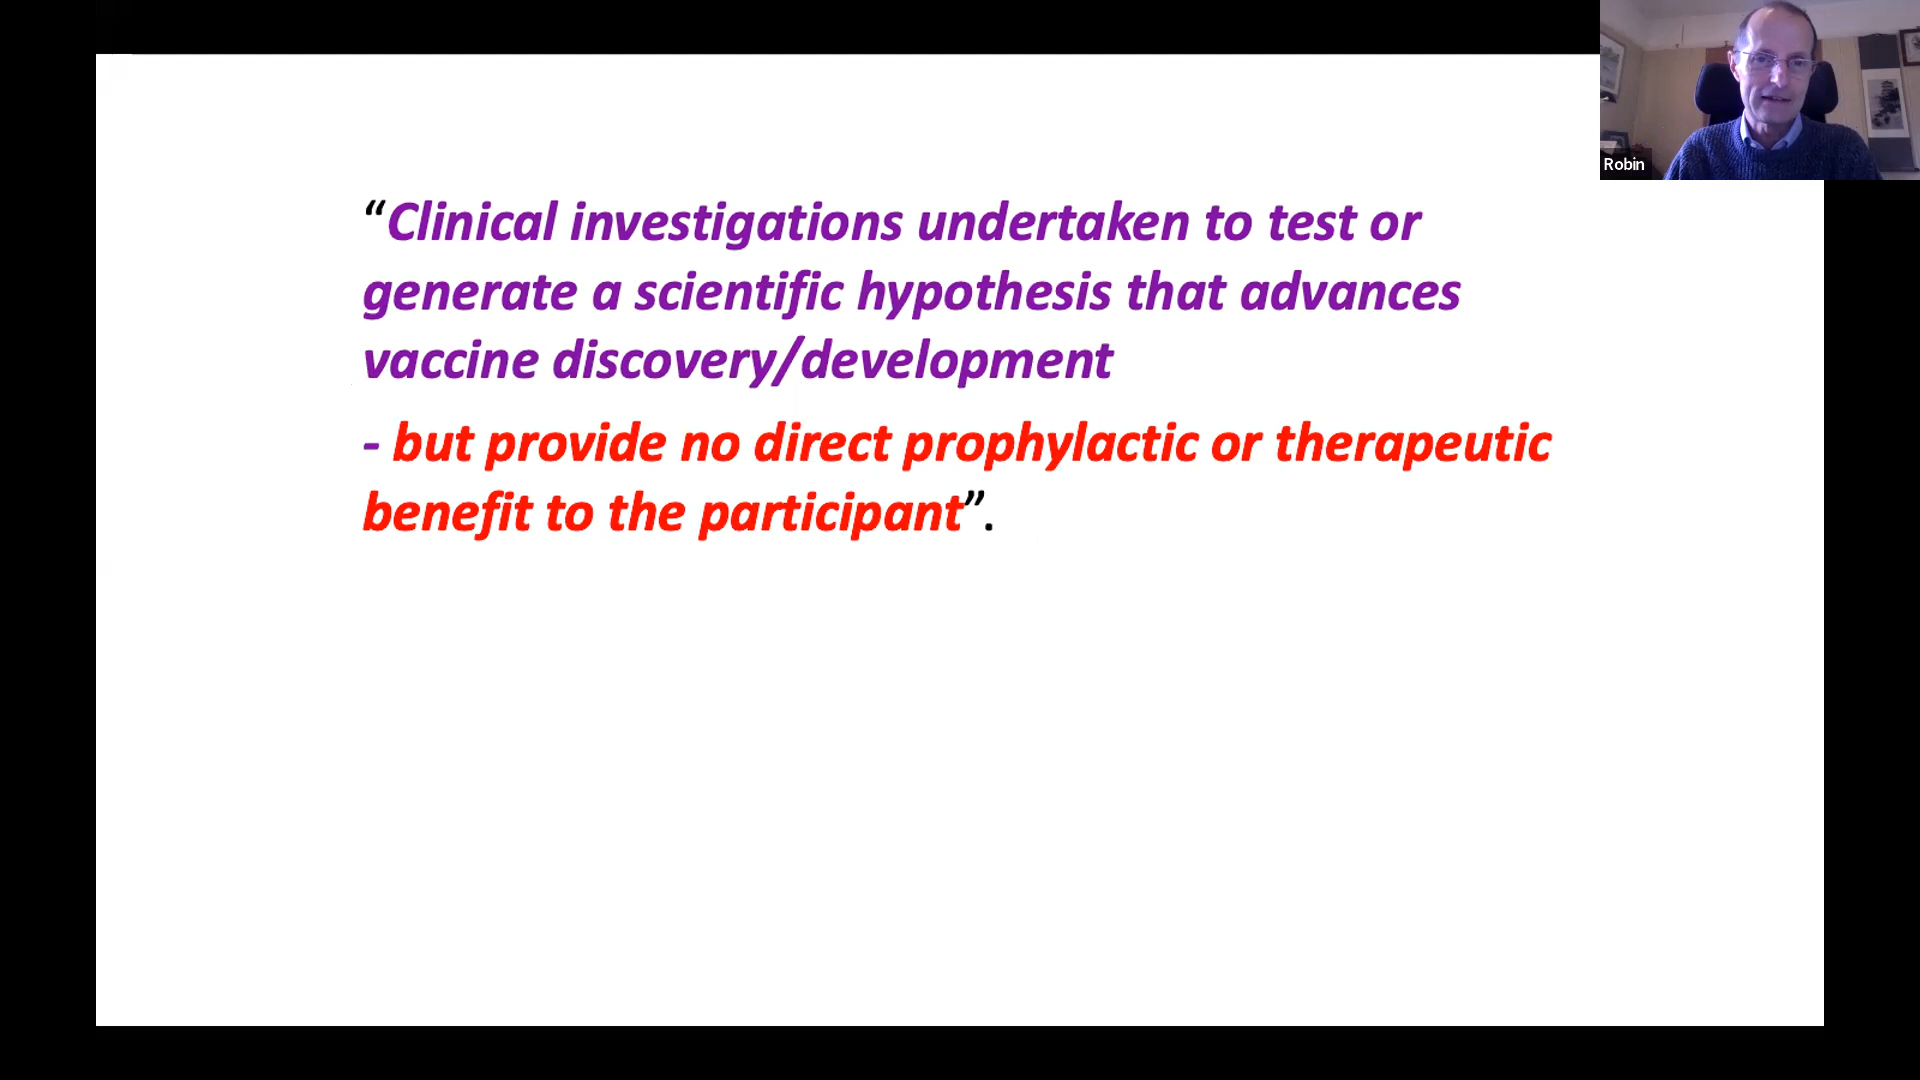 Robin
“Clinical investigations undertaken to test or
generate a scientific hypothesis that advances
vaccine discovery/development
- but provide no direct prophylactic or therapeutic
benefit to the participant”.